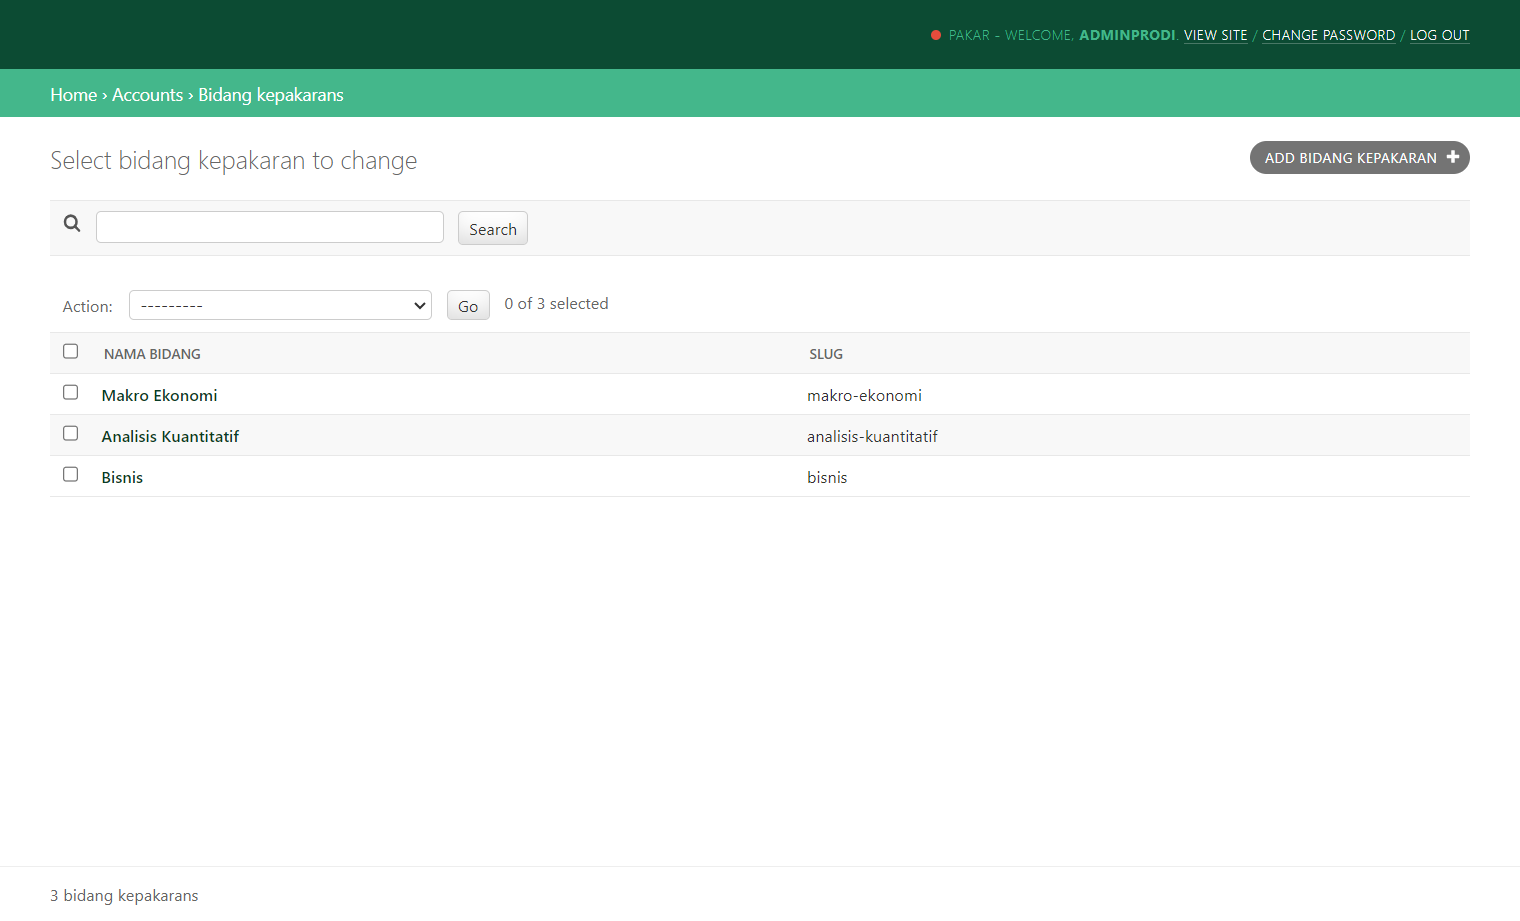 PAKAR - WELCOME, ADMINPRODI. VIEW SITE / CHANGE PASSWORD / LOG OUT
Home › Accounts › Bidang kepakarans
Select bidang kepakaran to change
ADD BIDANG KEPAKARAN
Search
Action: --------- Go 0 of 3 selected
NAMA BIDANG SLUG
Makro Ekonomi makro-ekonomi
Analisis Kuantitatif analisis-kuantitatif
Bisnis bisnis
3 bidang kepakarans